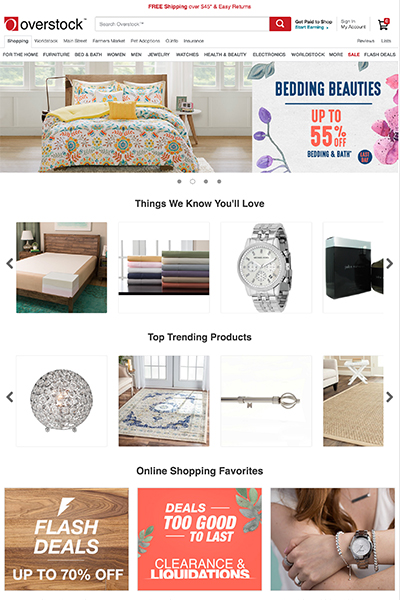 FREE Shipping over $45* & Easy Returns
overstock
Search Overstock™
Get Paid to Shop
Start Earning
Sign In
My Account
Shopping Worldstock Main Street Farmers Market Pet Adoptions Insurance
Reviews Lists
FOR THE HOME FURNITURE BED & BATH WOMEN MEN JEWELRY WATCHES HEALTH & BEAUTY ELECTRONICS WORLDSTOCK MORE SALE FLASH DEALS
BEDDING BEAUTIES
UP TO
55% OFF
BEDDING & BATH*
LAST DAY
Things We Know You'll Love
Top Trending Products
Online Shopping Favorites
FLASH
DEALS
UP TO 70% OFF
DEALS
TOO GOOD
TO LAST
CLEARANCE &
LIQUIDATIONS